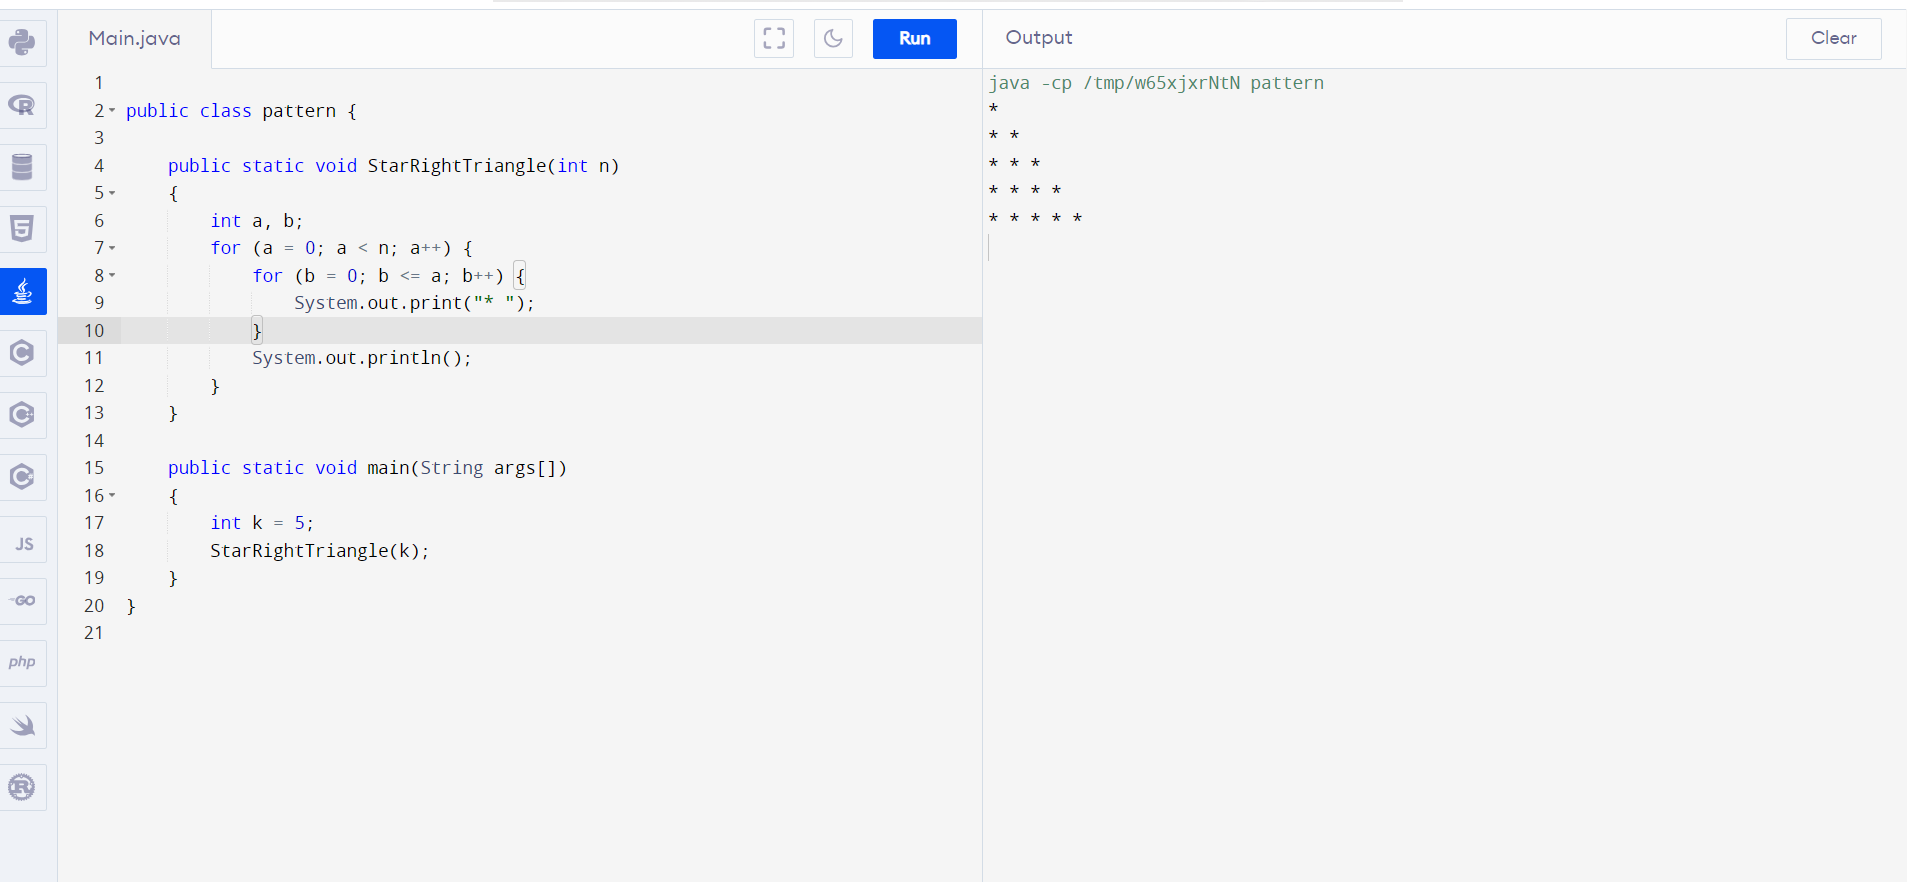 Main.java
Run
Output
Clear
1
2 public class pattern {
3
4     public static void StarRightTriangle(int n)
5     {
6         int a, b;
7         for (a = 0; a < n; a++) {
8             for (b = 0; b <= a; b++) {
9                 System.out.print("* ");
10             }
11             System.out.println();
12         }
13     }
14
15     public static void main(String args[])
16     {
17         int k = 5;
18         StarRightTriangle(k);
19     }
20 }
21
java -cp /tmp/w65xjxrNtN pattern
*
* *
* * *
* * * *
* * * * *
R
5
C
C+
C
JS
GO
php
R